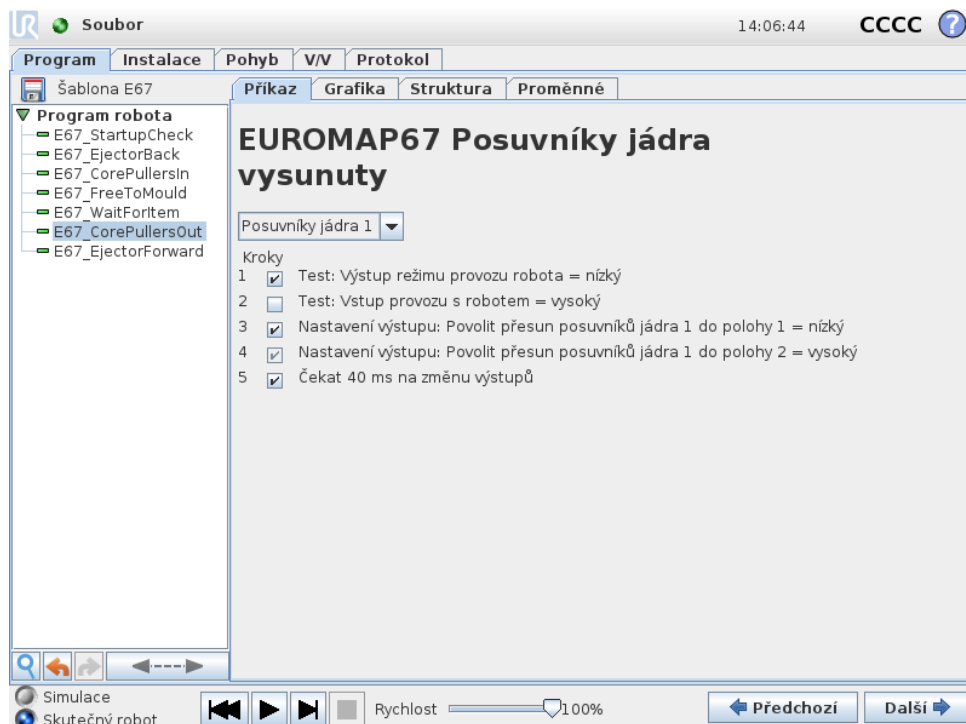 UR Soubor 14:06:44 CCCC ?
Program Instalace Pohyb V/V Protokol
Šablona E67 Příkaz Grafika Struktura Proměnné
Program robota
E67_StartupCheck
E67_EjectorBack
E67_CorePullersIn
E67_FreeToMould
E67_WaitForItem
E67_CorePullersOut
E67_EjectorForward
EUROMAP67 Posuvníky jádra
vysunuty
Posuvníky jádra 1
Kroky
1 Test: Výstup režimu provozu robota = nízký
2 Test: Vstup provozu s robotem = vysoký
3 Nastavení výstupu: Povolit přesun posuvníků jádra 1 do polohy 1 = nízký
4 Nastavení výstupu: Povolit přesun posuvníků jádra 1 do polohy 2 = vysoký
5 Čekat 40 ms na změnu výstupů
Simulace
Skutečný robot
Rychlost 100%
Předchozí Další